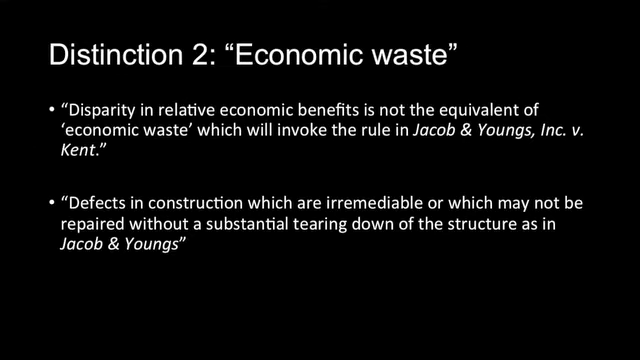 Distinction 2: “Economic waste”
• “Disparity in relative economic benefits is not the equivalent of
‘economic waste’ which will invoke the rule in Jacob & Youngs, Inc. v.
Kent.”
• “Defects in construction which are irremediable or which may not be
repaired without a substantial tearing down of the structure as in
Jacob & Youngs”